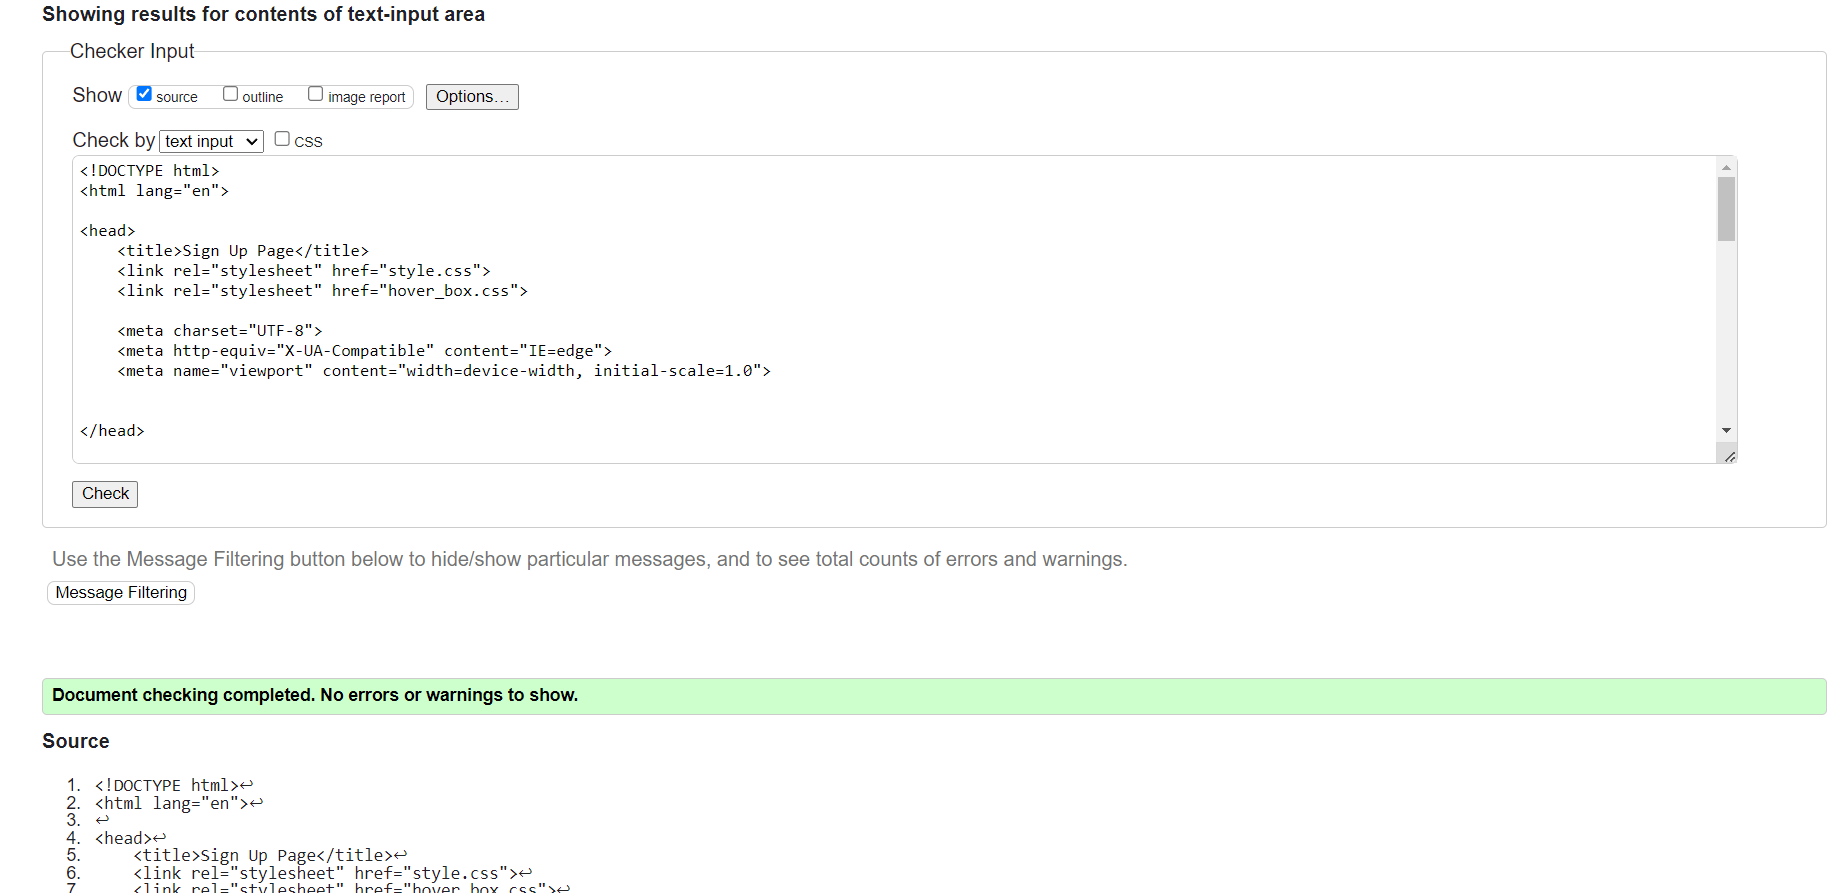 Showing results for contents of text-input area
Checker Input
Show source outline image report Options...
Check by text input CSS
<!DOCTYPE html>
<html lang="en">
<head>
<title>Sign Up Page</title>
<link rel="stylesheet" href="style.css">
<link rel="stylesheet" href="hover_box.css">
<meta charset="UTF-8">
<meta http-equiv="X-UA-Compatible" content="IE=edge">
<meta name="viewport" content="width=device-width, initial-scale=1.0">
</head>
Check
Use the Message Filtering button below to hide/show particular messages, and to see total counts of errors and warnings.
Message Filtering
Document checking completed. No errors or warnings to show.
Source
1. <!DOCTYPE html>↩
2. <html lang="en">↩
3. ↩
4. <head>↩
5. <title>Sign Up Page</title>↩
6. <link rel="stylesheet" href="style.css">↩
7. <link rel="stylesheet" href="hover_box.css">↩